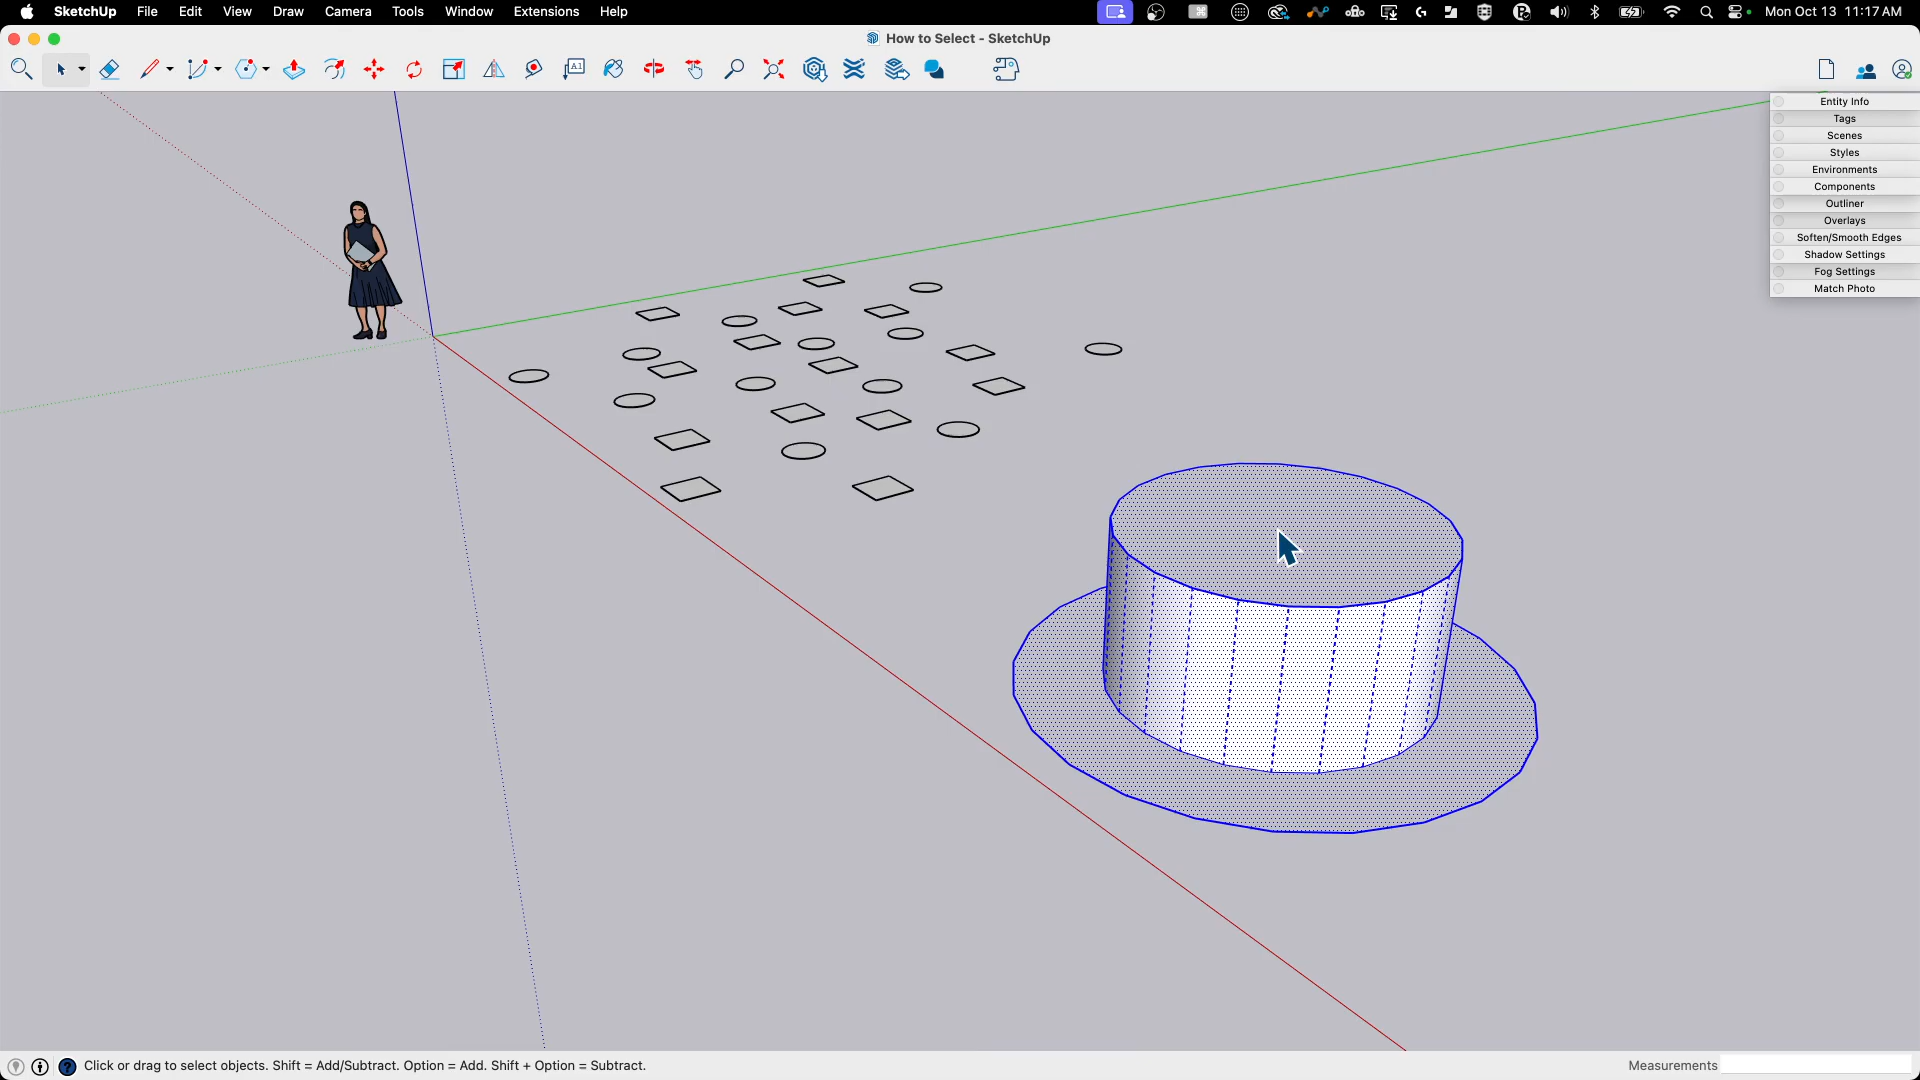 SketchUp File Edit View Draw Camera Tools Window Extensions Help Mon Oct 13 11:17 AM
How to Select - SketchUp
A1
Entity Info
Tags
Scenes
Styles
Environments
Components
Outliner
Overlays
Soften/Smooth Edges
Shadow Settings
Fog Settings
Match Photo
Click or drag to select objects. Shift = Add/Subtract. Option = Add. Shift + Option = Subtract. Measurements